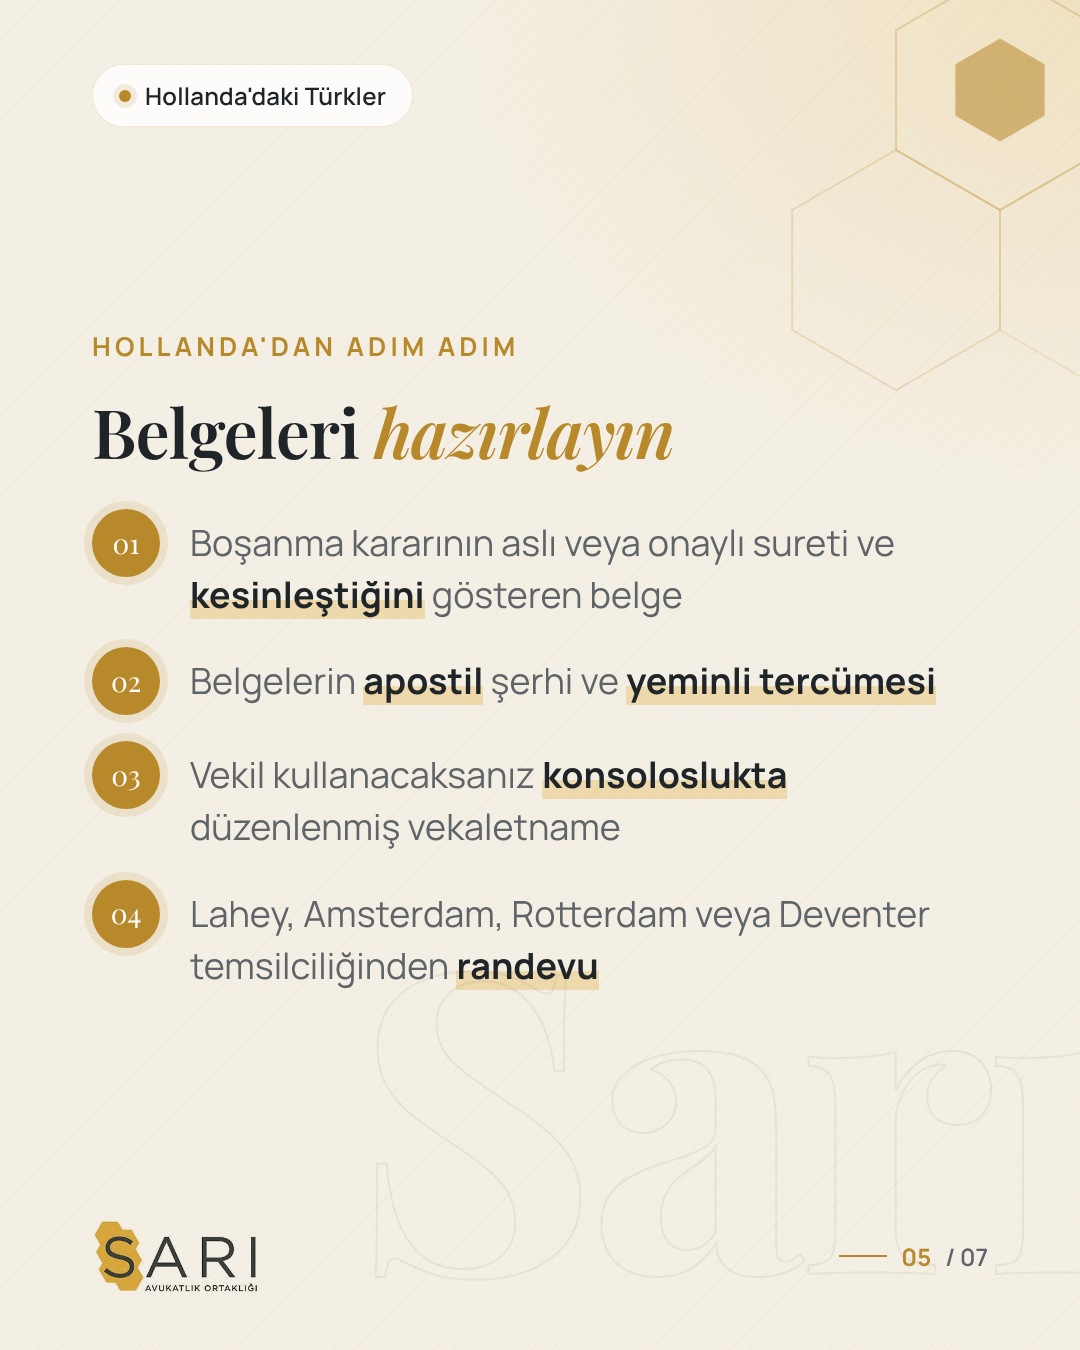 Hollanda'daki Türkler
HOLLANDA'DAN ADIM ADIM
Belgeleri hazırlayın
01 Boşanma kararının aslı veya onaylı sureti ve
kesinleştiğini gösteren belge
02 Belgelerin apostil şerhi ve yeminli tercümesi
03 Vekil kullanacaksanız konsoloslukta
düzenlenmiş vekaletname
04 Lahey, Amsterdam, Rotterdam veya Deventer
temsilciliğinden randevu
Sarı
SARI
AVUKATLIK ORTAKLIĞI
05 / 07